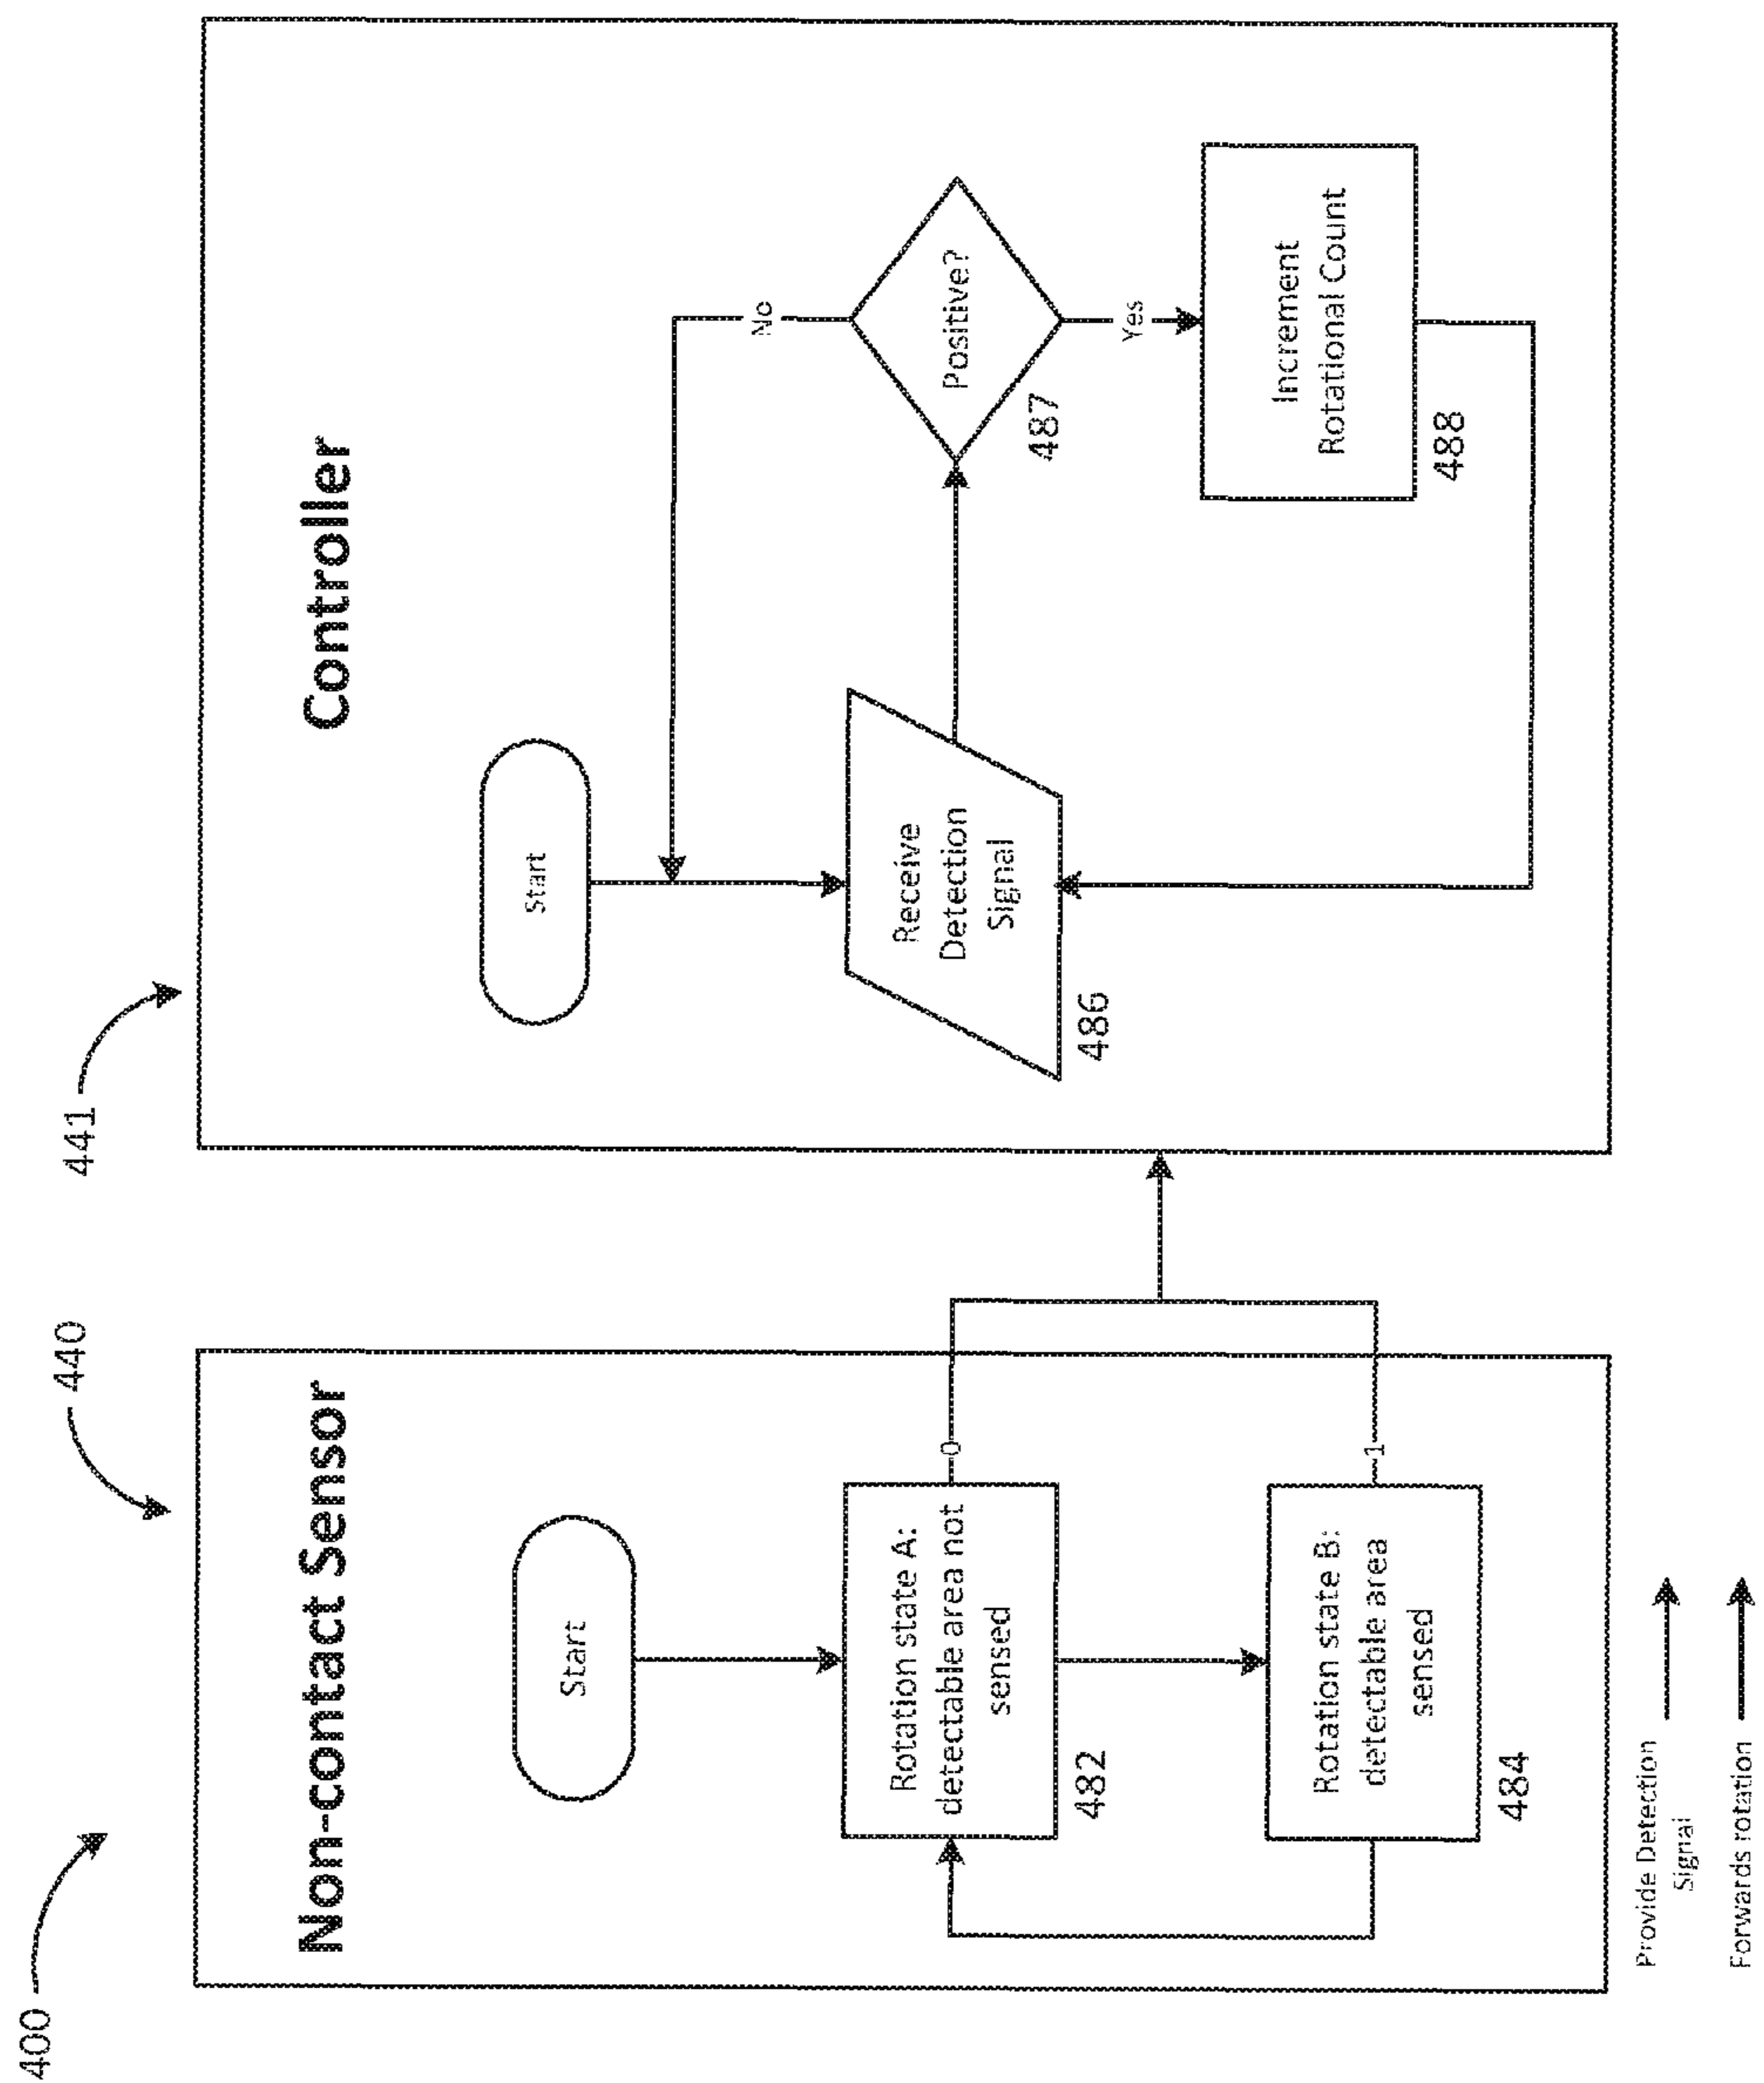 400
440
441
Non-contact Sensor
Start
Rotation state A:
detectable area not
sensed
0
482
Rotation state B:
detectable area
sensed
1
484
Provide Detection
Signal
Forwards rotation
Controller
Start
Receive
Detection
Signal
486
Positive?
487
No
Yes
Increment
Rotational Count
488